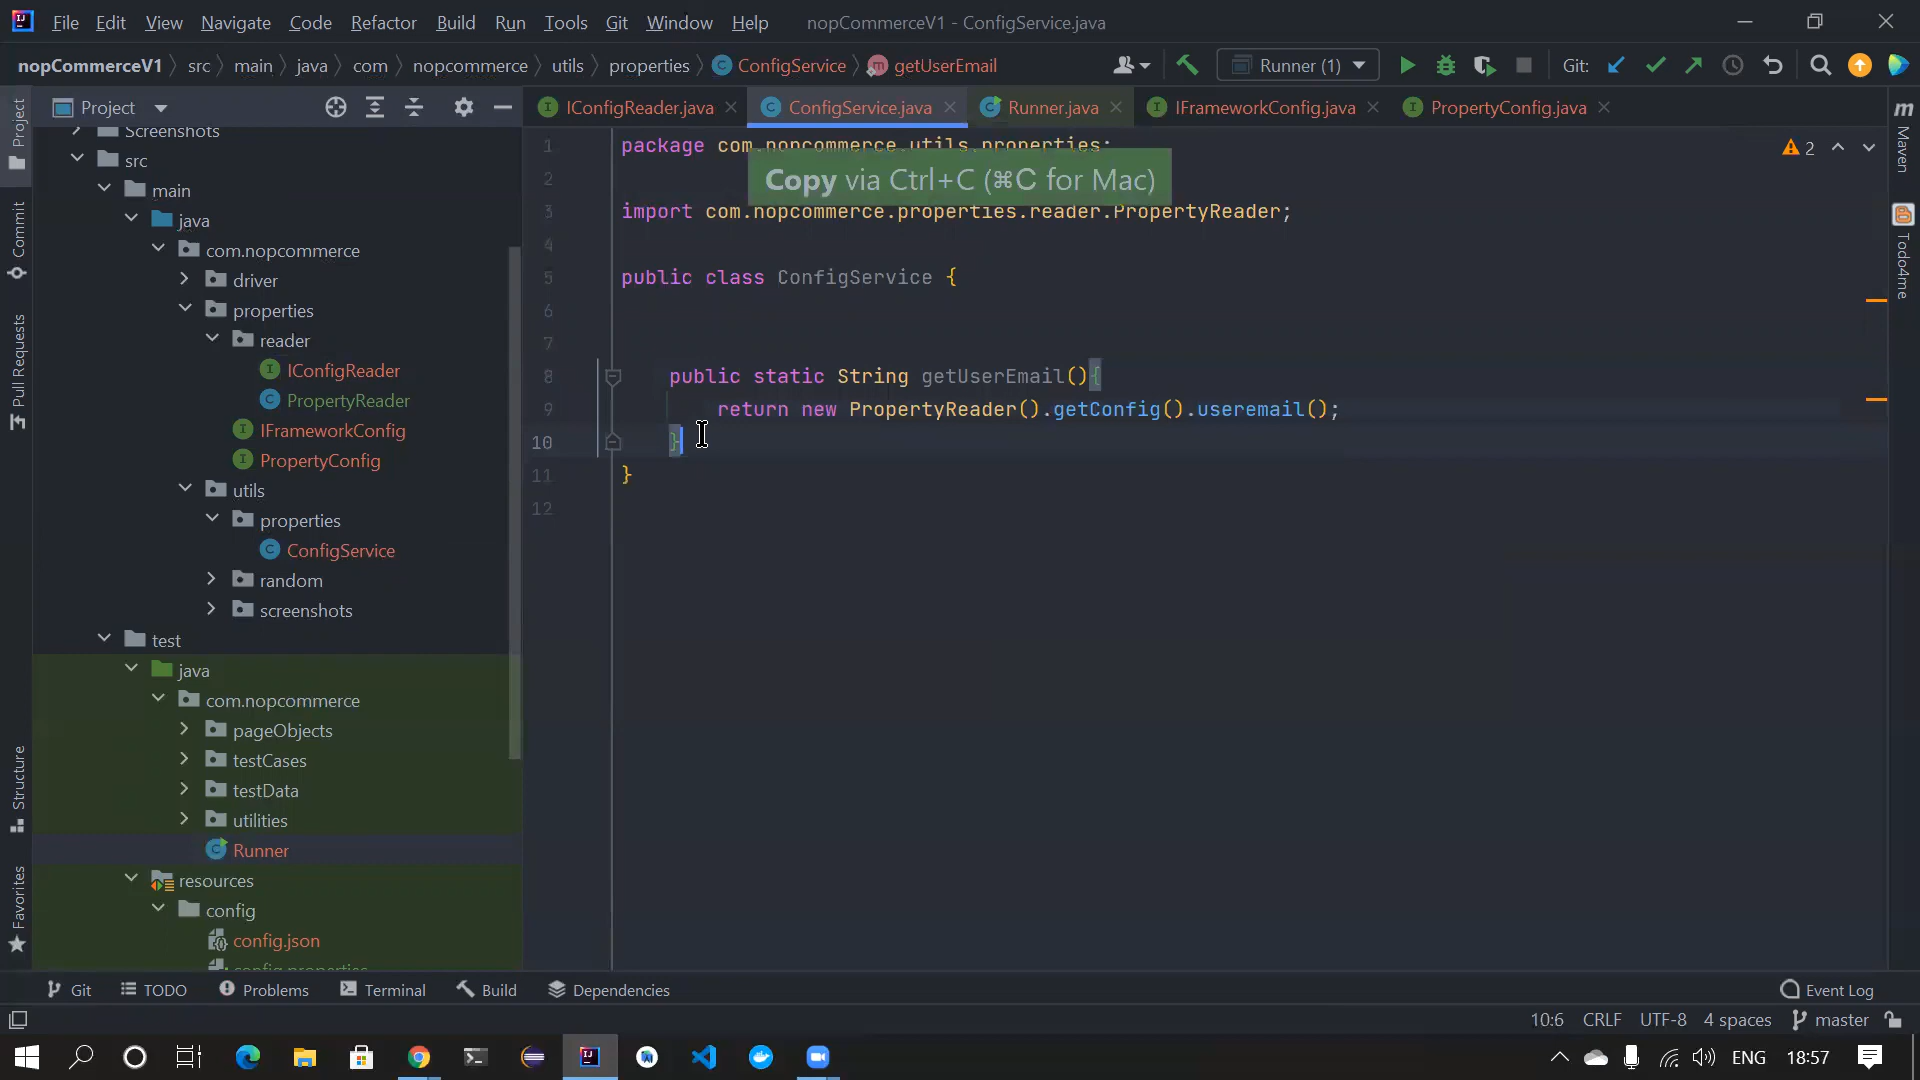 File Edit View Navigate Code Refactor Build Run Tools Git Window Help nopCommerceV1 - ConfigService.java
nopCommerceV1 src main java com nopcommerce utils properties ConfigService getUserEmail Runner (1) Git:
Project
IConfigReader.java ConfigService.java Runner.java IFrameworkConfig.java PropertyConfig.java
Screenshots
src
main
java
com.nopcommerce
driver
properties
reader
IConfigReader
PropertyReader
IFrameworkConfig
PropertyConfig
utils
properties
ConfigService
random
screenshots
test
java
com.nopcommerce
pageObjects
testCases
testData
utilities
Runner
resources
config
config.json
config.properties
1 package com.nopcommerce.utils.properties;
Copy via Ctrl+C (⌘C for Mac)
2
3 import com.nopcommerce.properties.reader.PropertyReader;
4
5 public class ConfigService {
6
7
8 public static String getUserEmail(){
9 return new PropertyReader().getConfig().useremail();
10 }
11 }
12
2
Project
Commit
Pull Requests
Structure
Favorites
Maven
Todo4me
Git TODO Problems Terminal Build Dependencies Event Log
10:6 CRLF UTF-8 4 spaces master
ENG 18:57